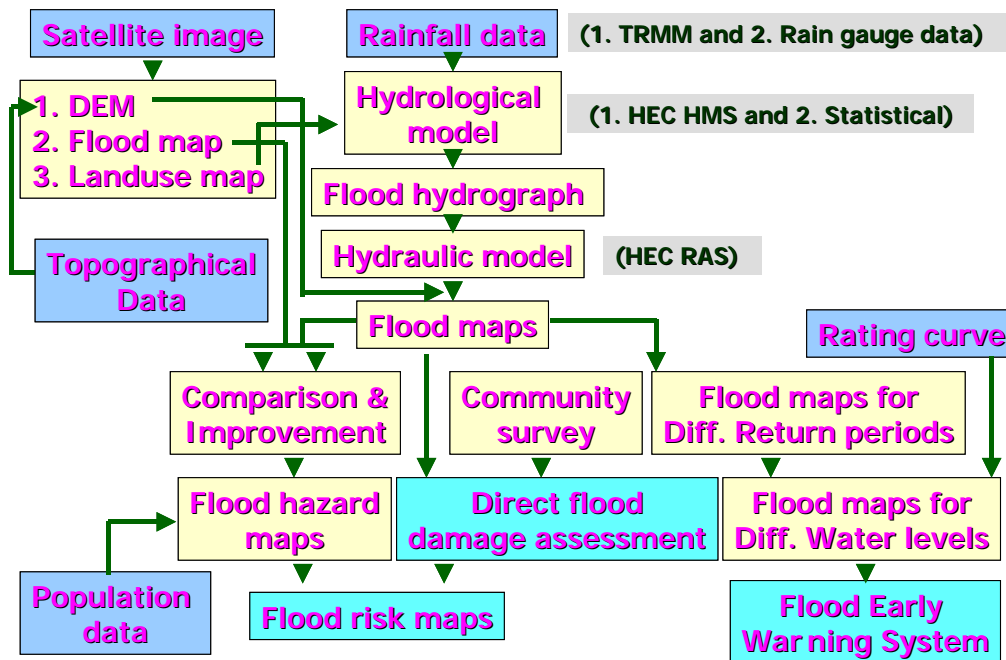 Satellite image
Rainfall data
(1. TRMM and 2. Rain gauge data)
1. DEM
2. Flood map
3. Landuse map
Hydrological
model
(1. HEC HMS and 2. Statistical)
Flood hydrograph
Topographical
Data
Hydraulic model
(HEC RAS)
Flood maps
Rating curve
Comparison &
Improvement
Community
survey
Flood maps for
Diff. Return periods
Flood hazard
maps
Direct flood
damage assessment
Flood maps for
Diff. Water levels
Population
data
Flood risk maps
Flood Early
Warning System